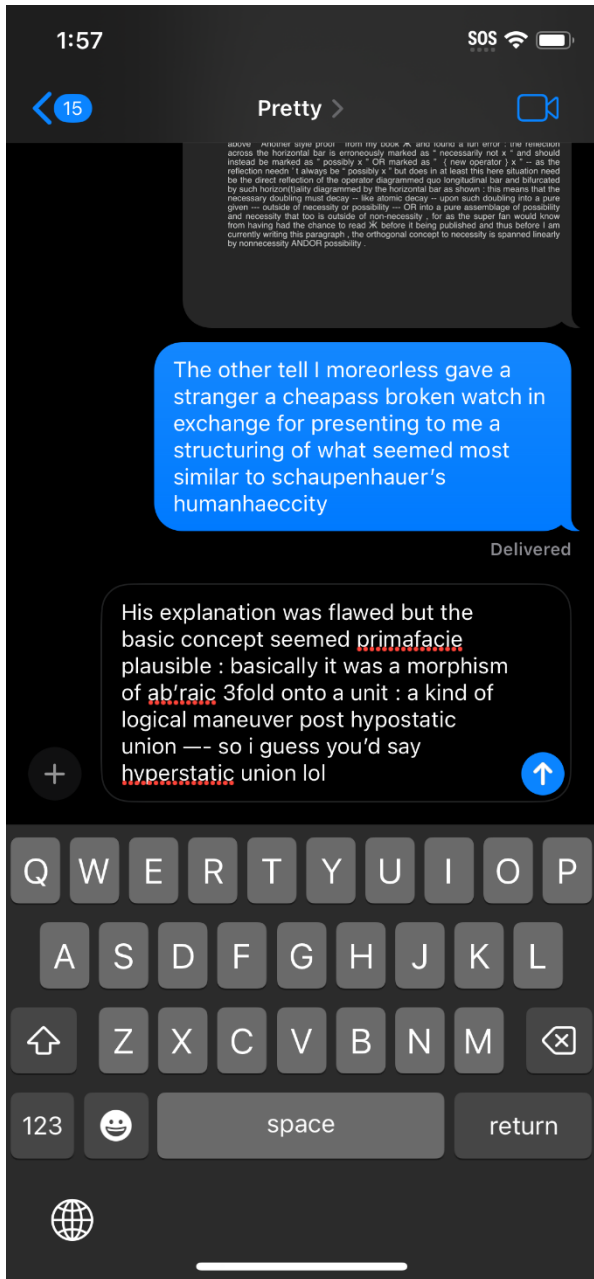 1:57
SOS
15
Pretty
above " Another style proof " from my book Ж and found a fun error : the reflection
across the horizontal bar is erroneously marked as " necessarily not x " and should
instead be marked as " possibly x " OR marked as " { new operator } x " -- as the
reflection needn ' t always be " possibly x " but does in at least this here situation need
be the direct reflection of the operator diagrammed quo longitudinal bar and bifurcated
by such horizon(t)ality diagrammed by the horizontal bar as shown : this means that the
necessary doubling must decay -- like atomic decay -- upon such doubling into a pure
given --- outside of necessity or possibility --- OR into a pure assemblage of possibility
and necessity that too is outside of non-necessity , for as the super fan would know
from having had the chance to read Ж before it being published and thus before I am
currently writing this paragraph , the orthogonal concept to necessity is spanned linearly
by nonnecessity ANDOR possibility .
The other tell I moreorless gave a
stranger a cheapass broken watch in
exchange for presenting to me a
structuring of what seemed most
similar to schaupenhauer's
humanhaeccity
Delivered
His explanation was flawed but the
basic concept seemed primafacie
plausible : basically it was a morphism
of ab'raic 3fold onto a unit : a kind of
logical maneuver post hypostatic
union —- so i guess you'd say
hyperstatic union lol
Q W E R T Y U I O P
A S D F G H J K L
Z X C V B N M
123 space return